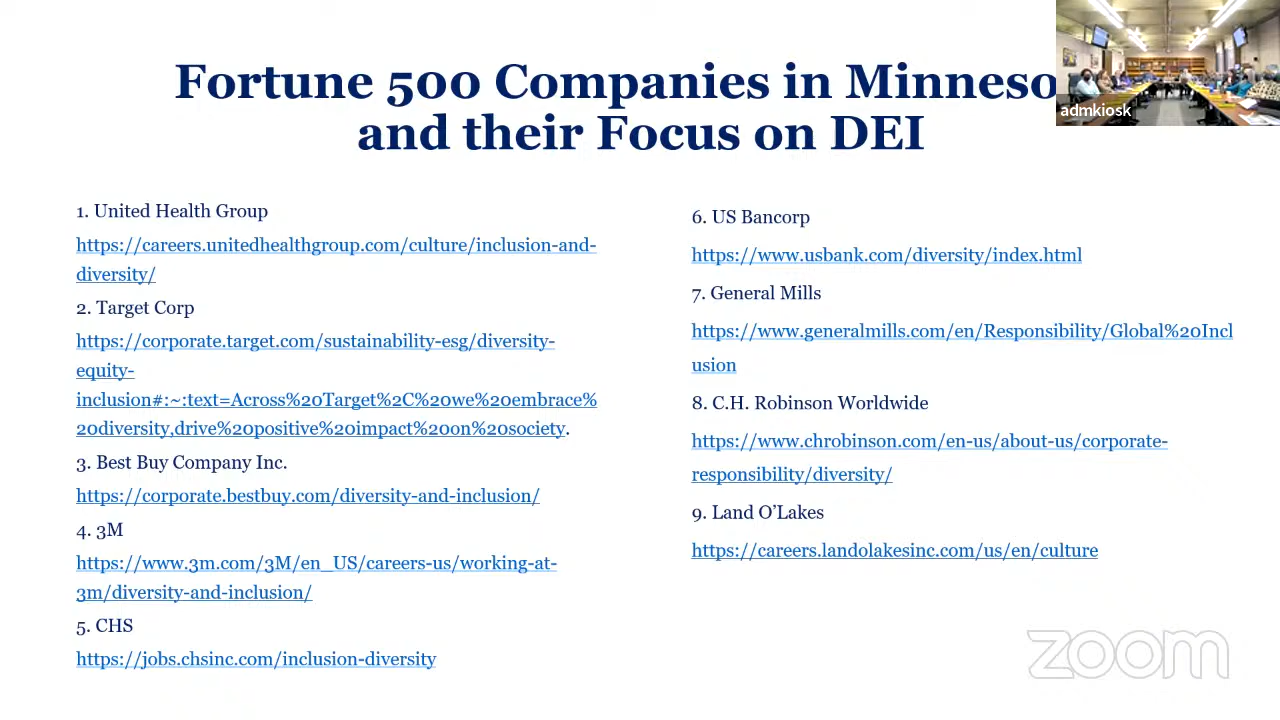 Fortune 500 Companies in Minneso
and their Focus on DEI
admkiosk
1. United Health Group
https://careers.unitedhealthgroup.com/culture/inclusion-and-
diversity/
2. Target Corp
https://corporate.target.com/sustainability-esg/diversity-
equity-
inclusion#:~:text=Across%20Target%2C%20we%20embrace%
20diversity,drive%20positive%20impact%20on%20society.
3. Best Buy Company Inc.
https://corporate.bestbuy.com/diversity-and-inclusion/
4. 3M
https://www.3m.com/3M/en_US/careers-us/working-at-
3m/diversity-and-inclusion/
5. CHS
https://jobs.chsinc.com/inclusion-diversity
6. US Bancorp
https://www.usbank.com/diversity/index.html
7. General Mills
https://www.generalmills.com/en/Responsibility/Global%20Incl
usion
8. C.H. Robinson Worldwide
https://www.chrobinson.com/en-us/about-us/corporate-
responsibility/diversity/
9. Land O’Lakes
https://careers.landolakesinc.com/us/en/culture
zoom